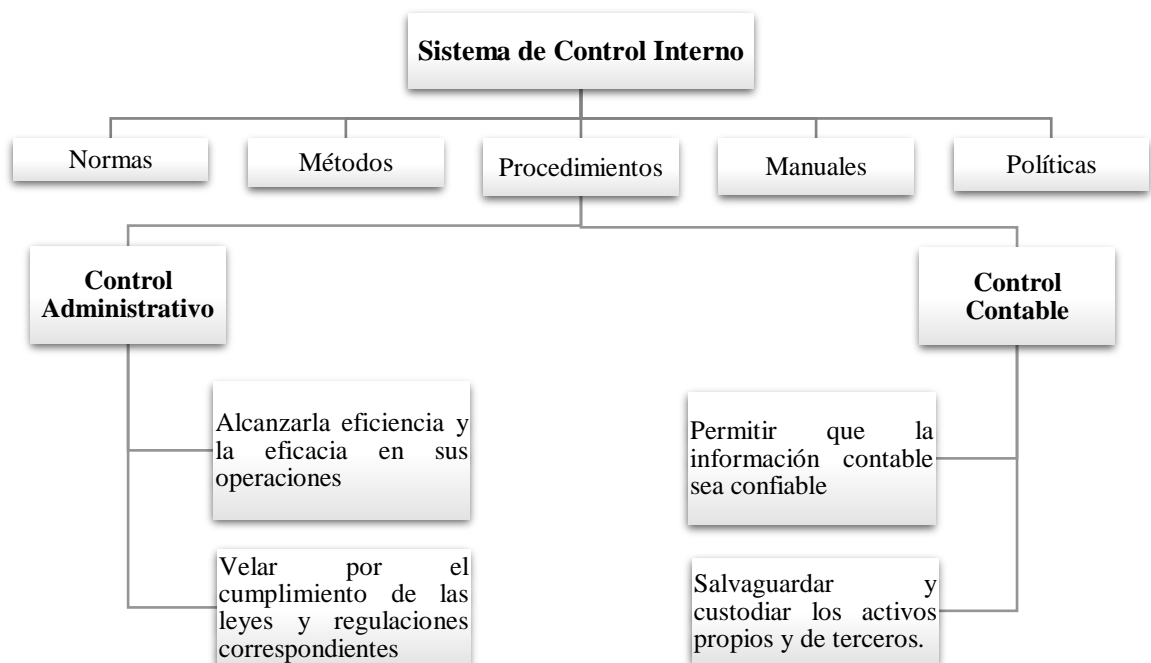 Sistema de Control Interno
Normas
Métodos
Procedimientos
Manuales
Políticas
Control
Administrativo
Control
Contable
Alcanzarla eficiencia y
la eficacia en sus
operaciones
Permitir que la
información contable
sea confiable
Velar por el
cumplimiento de las
leyes y regulaciones
correspondientes
Salvaguardar y
custodiar los activos
propios y de terceros.